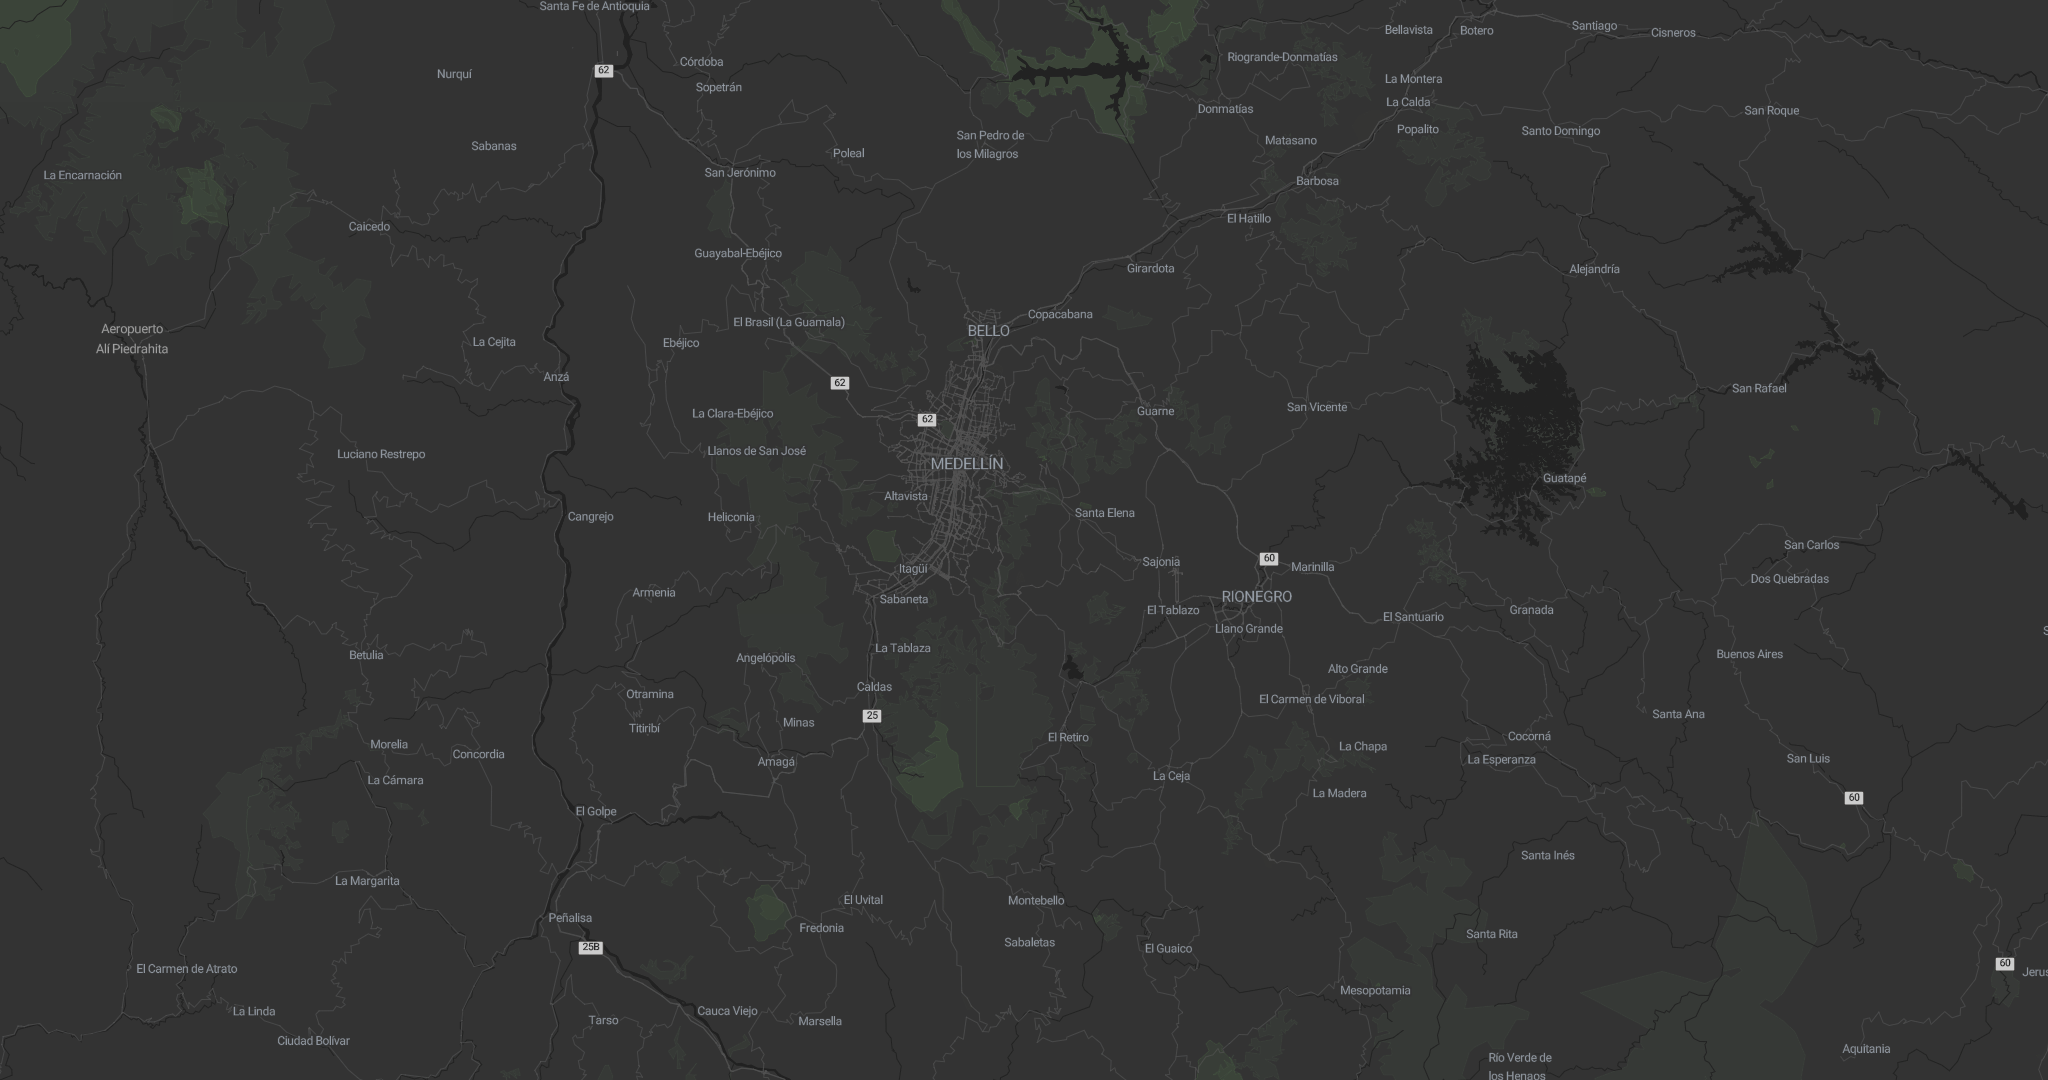 Santa Fe de Antioquia
Bellavista
Botero
Santiago
Cisneros
Córdoba
Riogrande-Donmatías
62
Nurquí
Sopetrán
La Montera
La Calda
Donmatías
San Roque
San Pedro de
los Milagros
Popalito
Santo Domingo
Matasano
Sabanas
Poleal
La Encarnación
San Jerónimo
Barbosa
Caicedo
El Hatillo
Guayabal-Ebéjico
Girardota
Alejandría
Aeropuerto
Alí Piedrahita
El Brasil (La Guamala)
BELLO
Copacabana
La Cejita
Ebéjico
Anzá
62
San Rafael
La Clara-Ebéjico
62
Guarne
San Vicente
Luciano Restrepo
Llanos de San José
MEDELLÍN
Guatapé
Altavista
Cangrejo
Heliconia
Santa Elena
San Carlos
Itagüí
Sajonia
60
Marinilla
Dos Quebradas
Armenia
Sabaneta
El Tablazo
RIONEGRO
El Santuario
Granada
Llano Grande
S
Betulia
Angelópolis
La Tablaza
Alto Grande
Buenos Aires
Otramina
Caldas
El Carmen de Viboral
Titiribí
Minas
25
Santa Ana
Morelia
Concordia
El Retiro
La Chapa
Cocorná
La Esperanza
San Luis
Amagá
La Cámara
La Ceja
La Madera
60
El Golpe
Santa Inés
La Margarita
El Uvital
Montebello
Peñalisa
Fredonia
25B
Sabaletas
El Guaico
Santa Rita
El Carmen de Atrato
60
Jerus
Mesopotamia
La Linda
Cauca Viejo
Tarso
Marsella
Ciudad Bolívar
Aquitania
Río Verde de
los Henaos